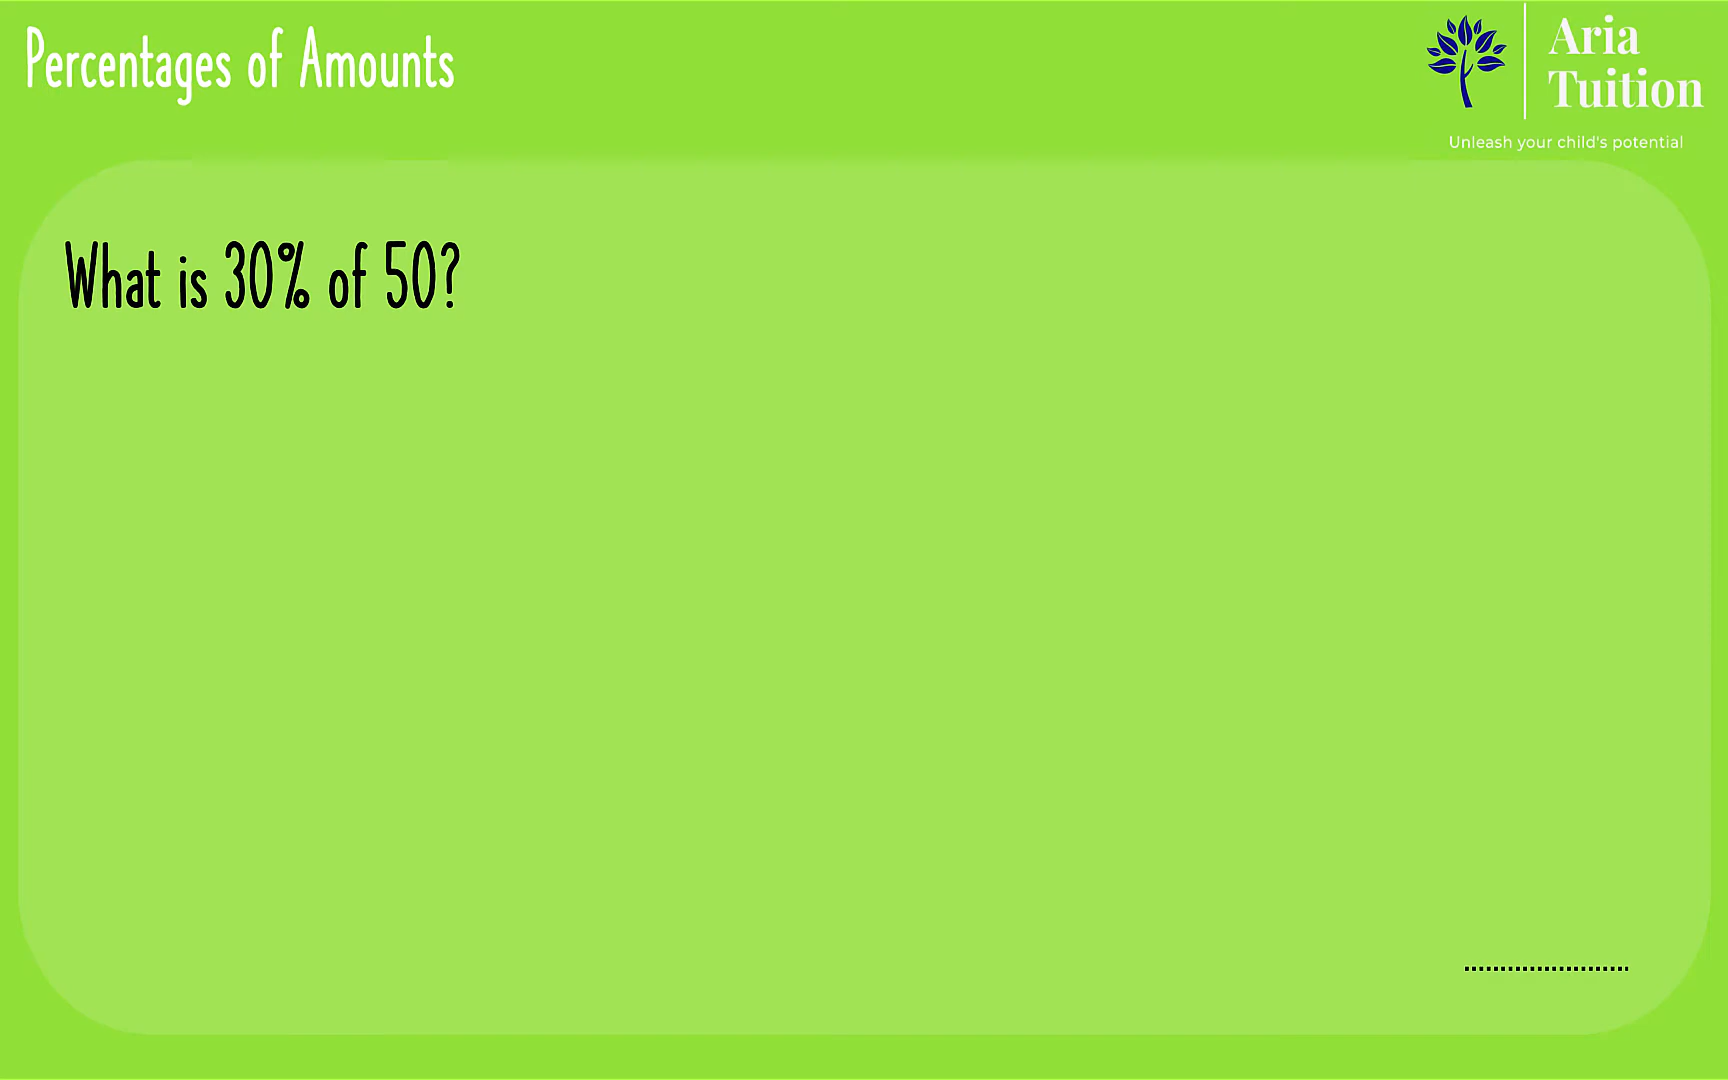 Percentages of Amounts
Aria
Tuition
Unleash your child's potential
What is 30% of 50?